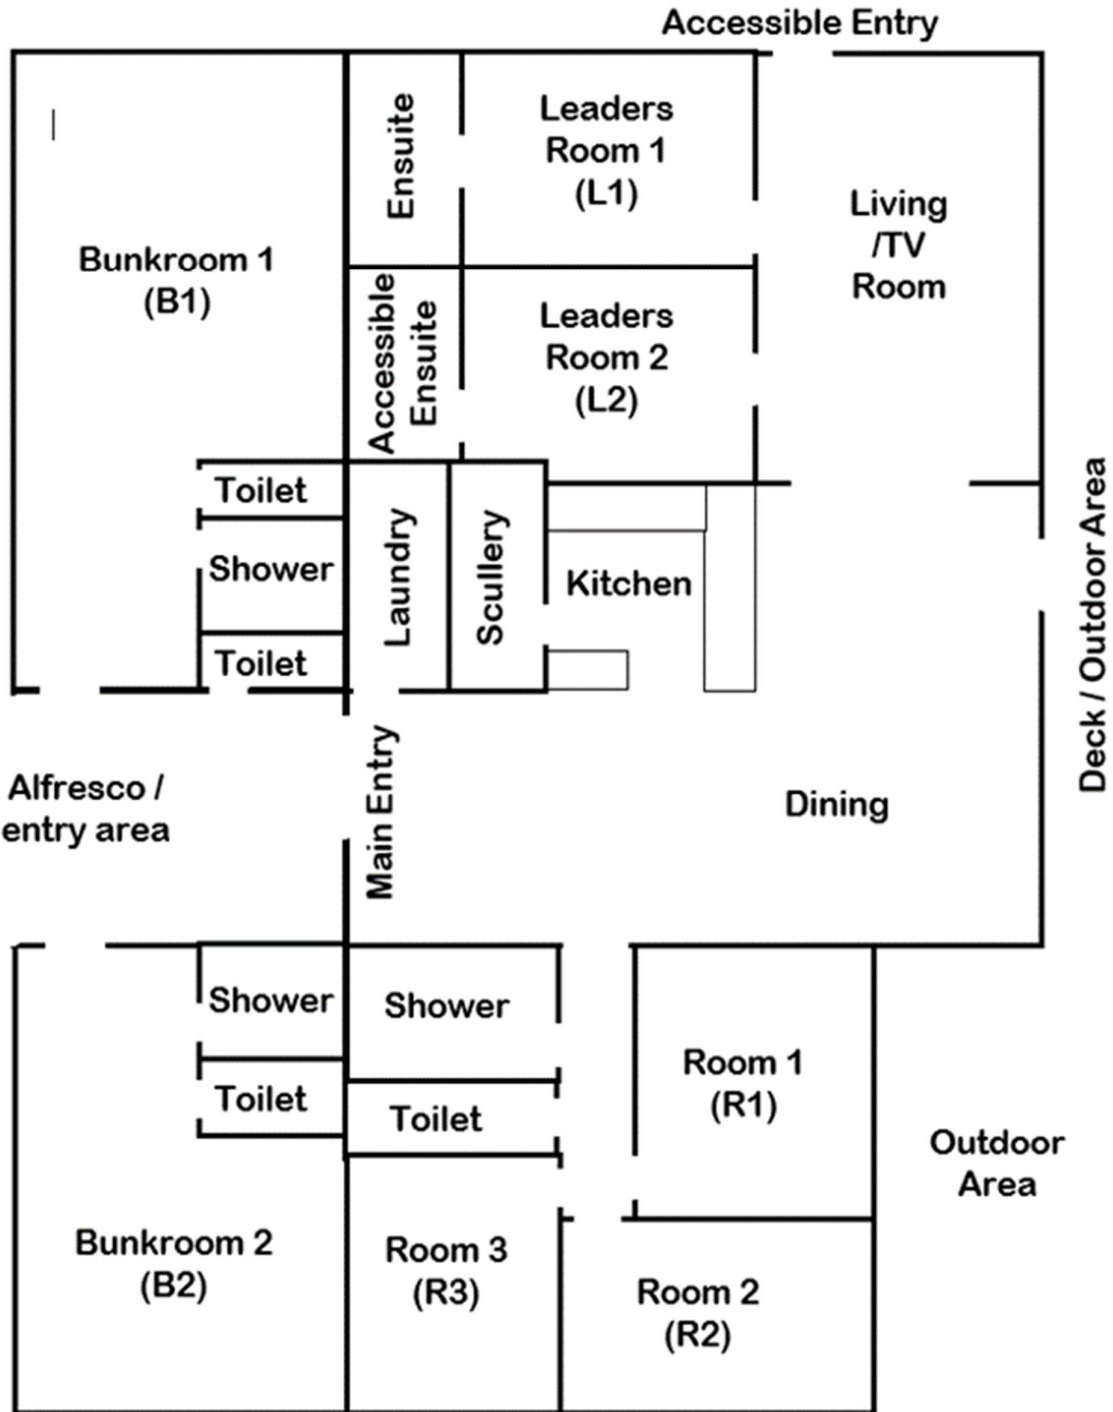 Accessible Entry
Ensuite
Leaders
Room 1
(L1)
Living
/TV
Room
Bunkroom 1
(B1)
Accessible
Ensuite
Leaders
Room 2
(L2)
Toilet
Shower
Toilet
Laundry
Scullery
Kitchen
Deck / Outdoor Area
Alfresco /
entry area
Main Entry
Dining
Shower
Toilet
Shower
Toilet
Room 1
(R1)
Outdoor
Area
Bunkroom 2
(B2)
Room 3
(R3)
Room 2
(R2)